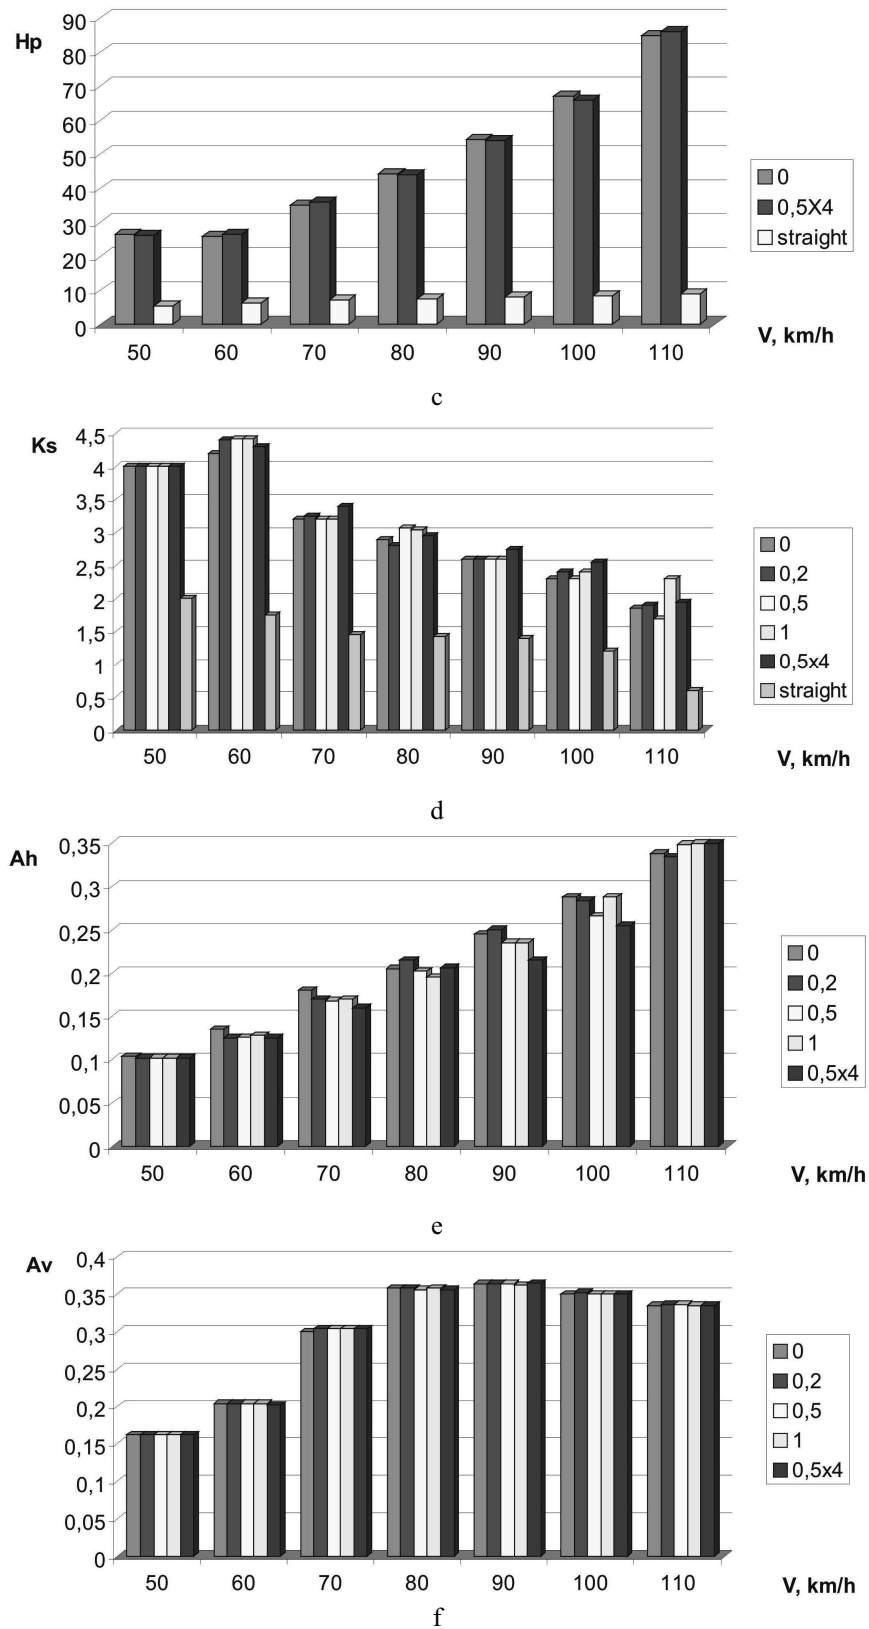 Hp
90
80
70
60
50
40
30
20
10
0
50 60 70 80 90 100 110
V, km/h
0
0,5X4
straight
c
Ks
4,5
4
3,5
3
2,5
2
1,5
1
0,5
0
50 60 70 80 90 100 110
V, km/h
0
0,2
0,5
1
0,5x4
straight
d
Ah
0,35
0,3
0,25
0,2
0,15
0,1
0,05
0
50 60 70 80 90 100 110
V, km/h
0
0,2
0,5
1
0,5x4
e
Av
0,4
0,35
0,3
0,25
0,2
0,15
0,1
0,05
0
50 60 70 80 90 100 110
V, km/h
0
0,2
0,5
1
0,5x4
f